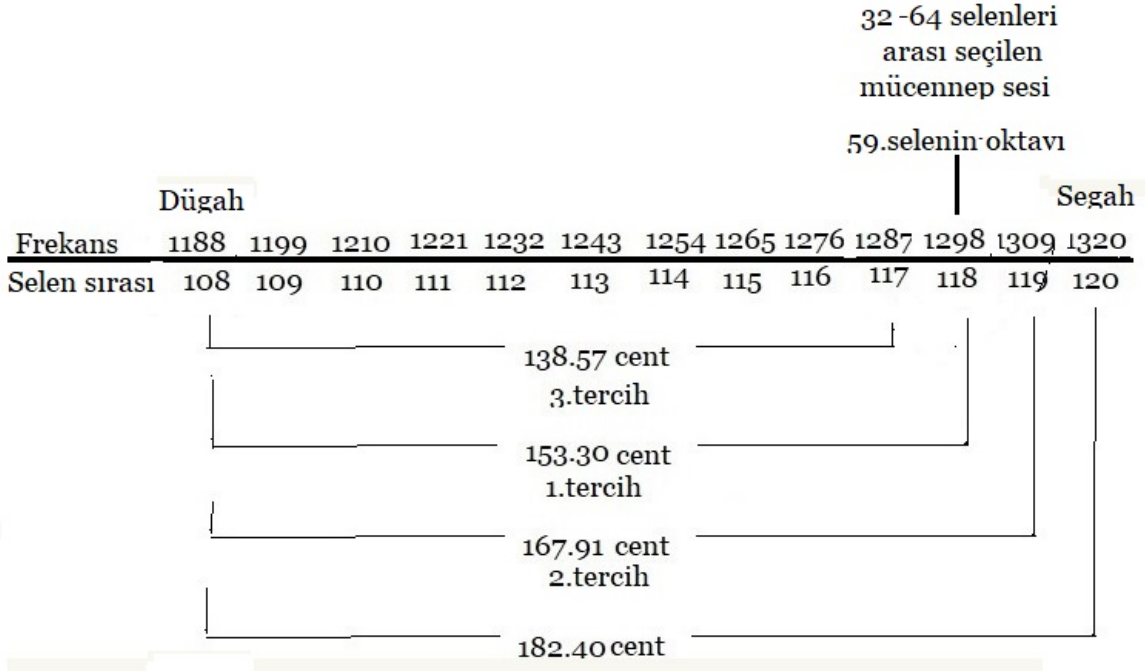 32 -64 selenleri
arası seçilen
mücennep sesi
59.selenin oktavı
Dügah Segah
Frekans 1188 1199 1210 1221 1232 1243 1254 1265 1276 1287 1298 1309 1320
Selen sırası 108 109 110 111 112 113 114 115 116 117 118 119 120
138.57 cent
3.tercih
153.30 cent
1.tercih
167.91 cent
2.tercih
182.40 cent